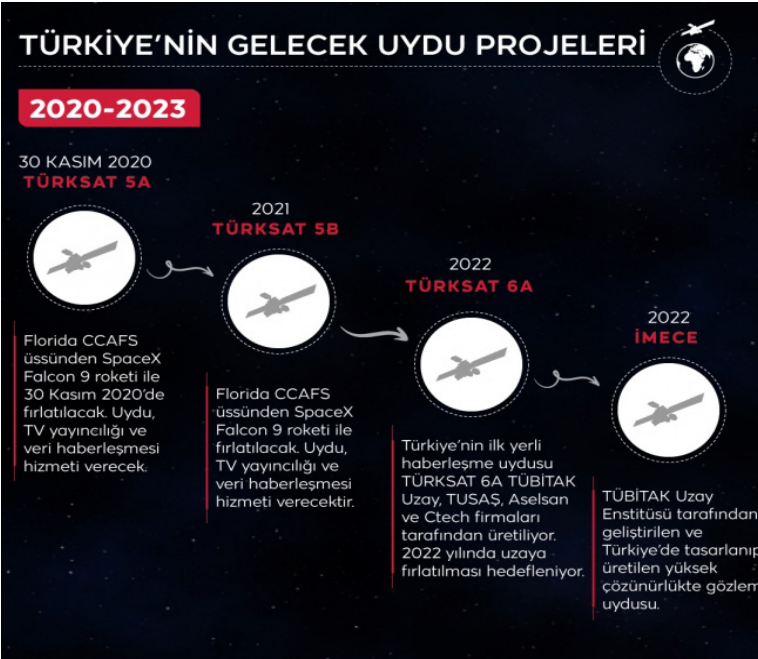 TÜRKİYE'NİN GELECEK UYDU PROJELERİ
2020-2023
30 KASIM 2020
TÜRKSAT 5A
Florida CCAFS
üssünden SpaceX
Falcon 9 roketi ile
30 Kasım 2020'de
fırlatılacak. Uydu,
TV yayıncılığı ve
veri haberleşmesi
hizmeti verecek.
2021
TÜRKSAT 5B
Florida CCAFS
üssünden SpaceX
Falcon 9 roketi ile
fırlatılacak. Uydu,
TV yayıncılığı ve
veri haberleşmesi
hizmeti verecektir.
2022
TÜRKSAT 6A
Türkiye'nin ilk yerli
haberleşme uydusu
TÜRKSAT 6A TÜBİTAK
Uzay, TUSAŞ, Aselsan
ve Ctech firmaları
tarafından üretiliyor.
2022 yılında uzaya
fırlatılması hedefleniyor.
2022
İMECE
TÜBİTAK Uzay
Enstitüsü tarafından
geliştirilen ve
Türkiye'de tasarlanıp
üretilen yüksek
çözünürlükte gözlem
uydusu.